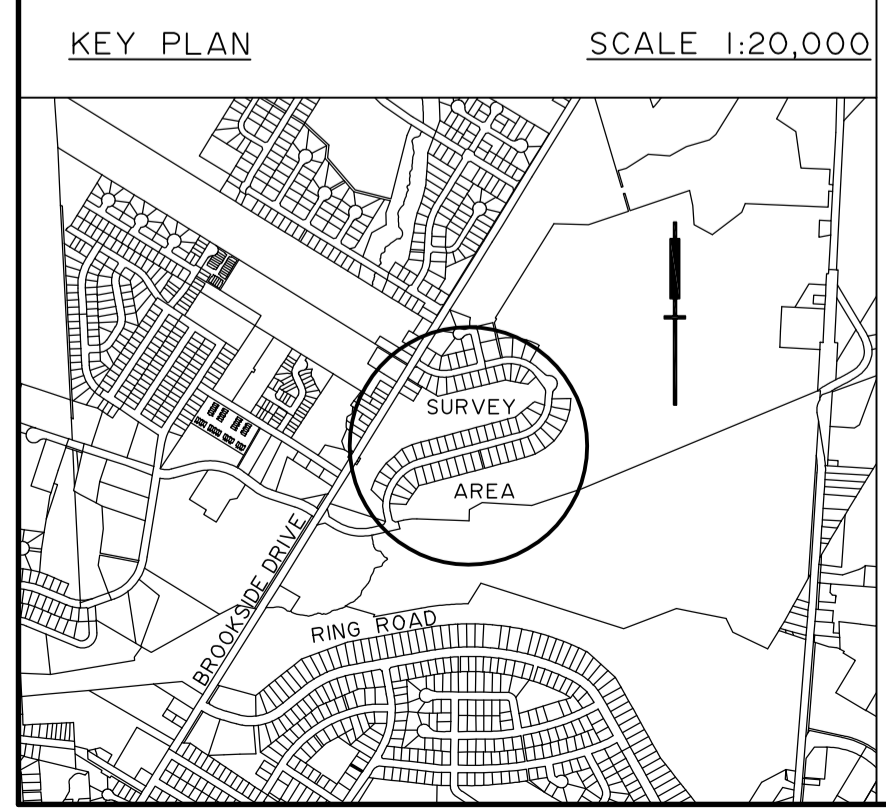 KEY PLAN
SCALE 1:20,000
SURVEY
AREA
BROOKSIDE DRIVE
RING ROAD